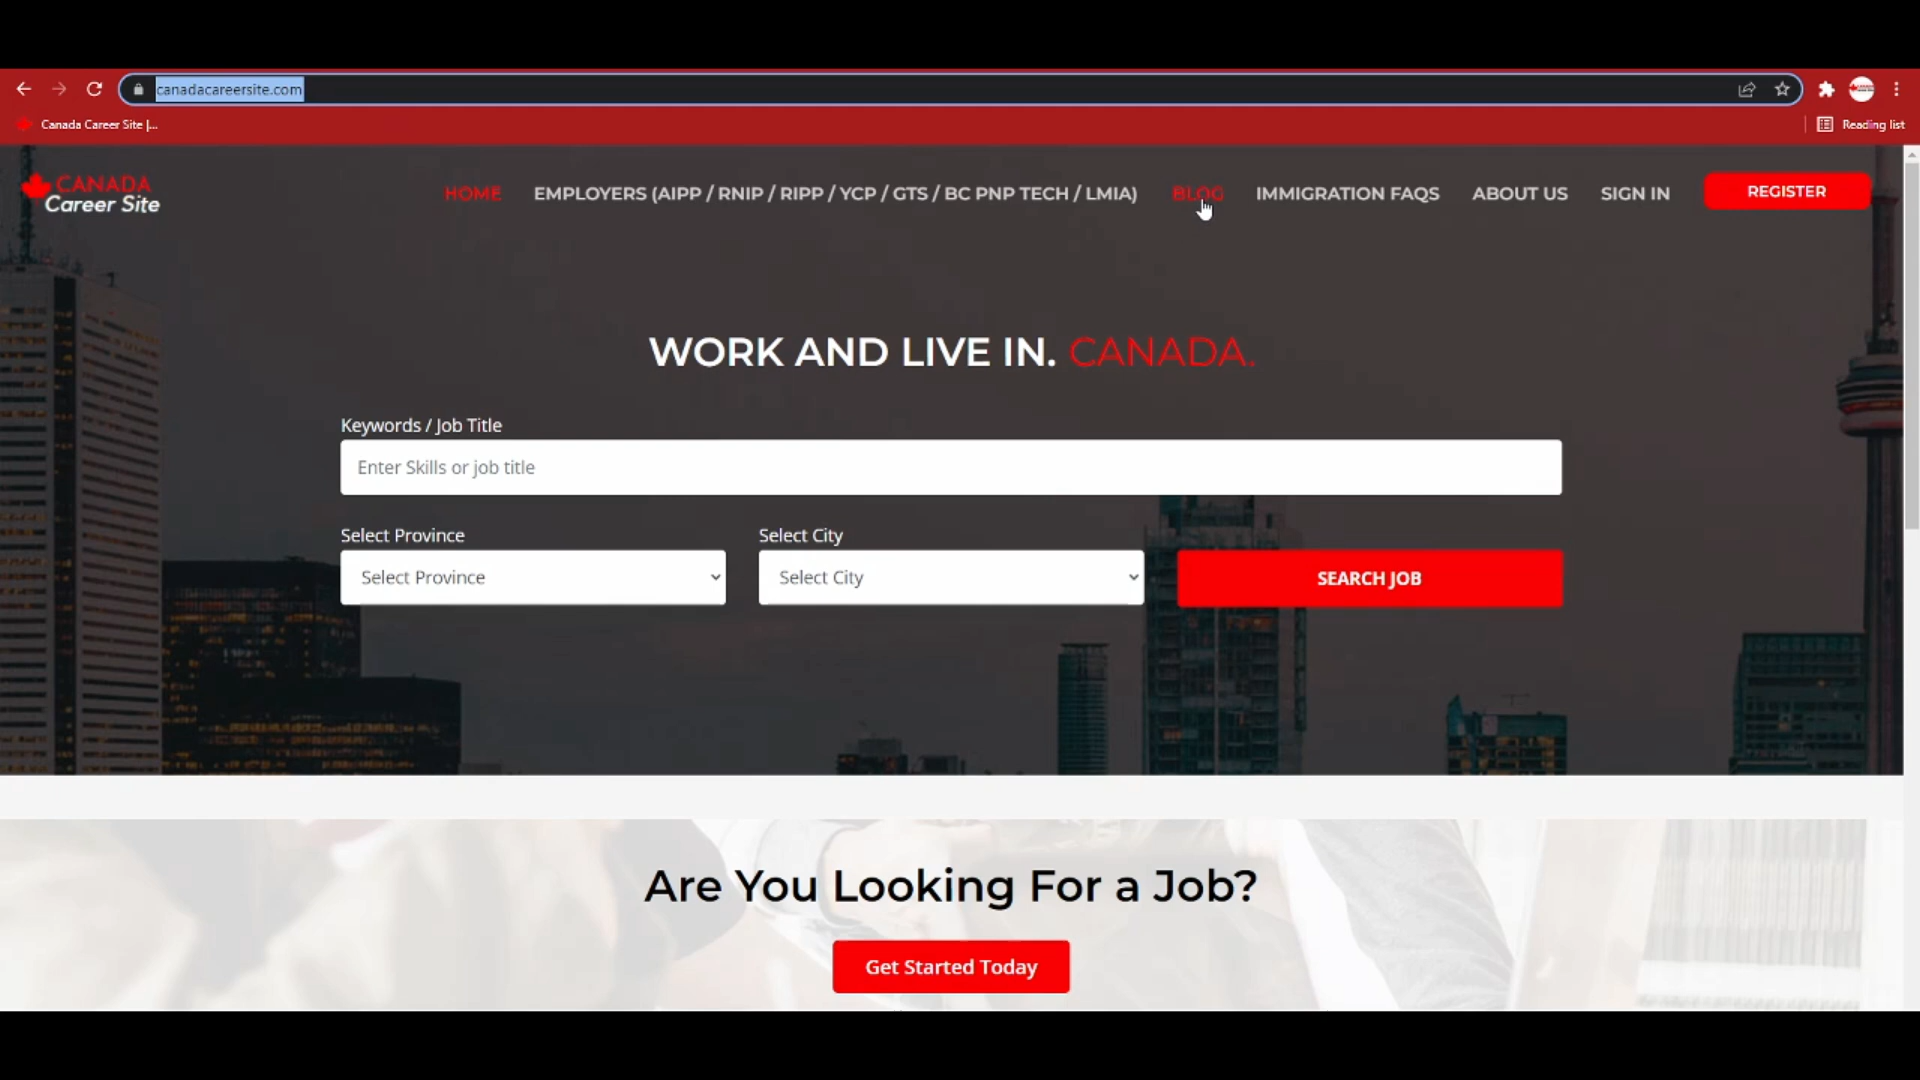 canadacareersite.com
Canada Career Site |...
Reading list
CANADA
Career Site
HOME
EMPLOYERS (AIPP / RNIP / RIPP / YCP / GTS / BC PNP TECH / LMIA)
BLOG
IMMIGRATION FAQS
ABOUT US
SIGN IN
REGISTER
WORK AND LIVE IN. CANADA.
Keywords / Job Title
Enter Skills or job title
Select Province
Select City
Select Province
Select City
SEARCH JOB
Are You Looking For a Job?
Get Started Today